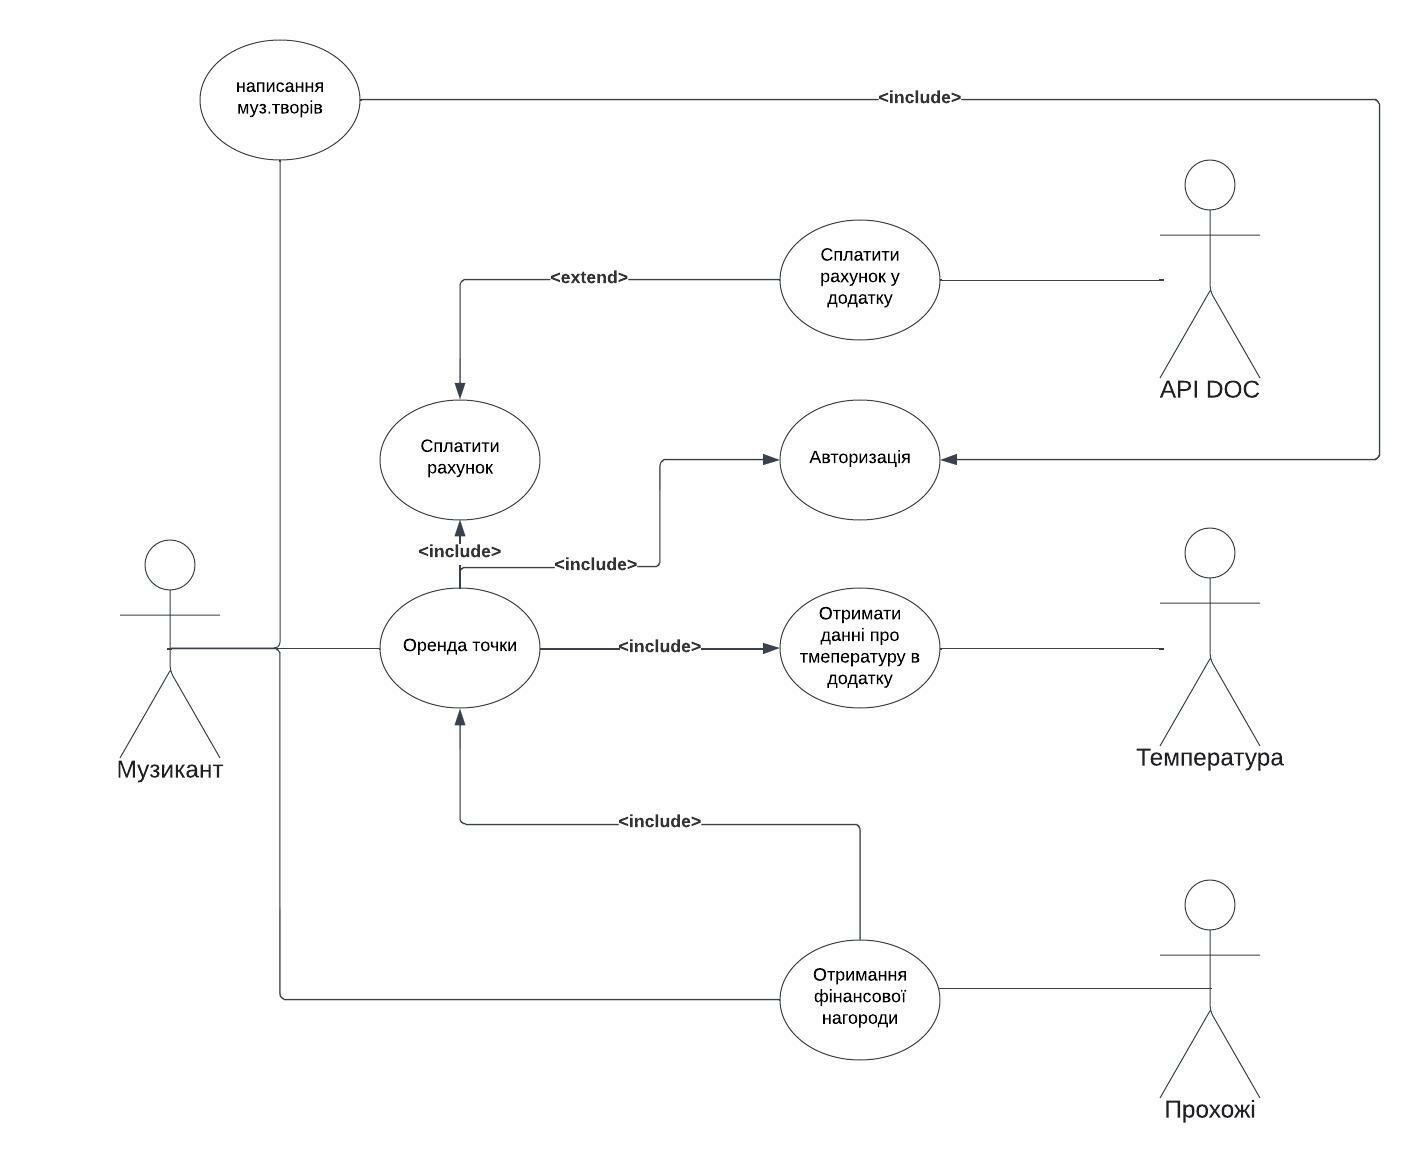 написання
муз.творів
<include>
Сплатити
рахунок у
додатку
<extend>
API DOC
Сплатити
рахунок
Авторизація
<include>
<include>
Оренда точки
<include>
Отримати
данні про
тмепературу в
додатку
Музикант
Температура
<include>
Отримання
фінансової
нагороди
Прохожі